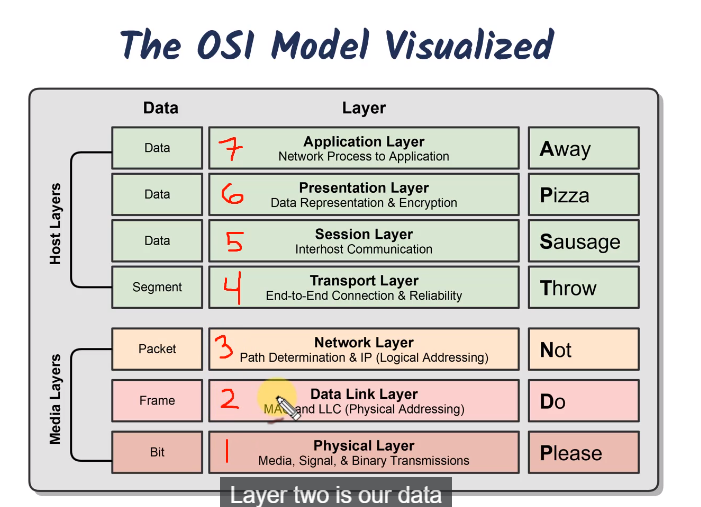 The OSI Model Visualized
Data Layer
Host Layers
Data 7 Application Layer Away
Network Process to Application
Data 6 Presentation Layer Pizza
Data Representation & Encryption
Data 5 Session Layer Sausage
Interhost Communication
Segment 4 Transport Layer Throw
End-to-End Connection & Reliability
Media Layers
Packet 3 Network Layer Not
Path Determination & IP (Logical Addressing)
Frame 2 Data Link Layer Do
MAC and LLC (Physical Addressing)
Bit 1 Physical Layer Please
Media, Signal, & Binary Transmissions
Layer two is our data